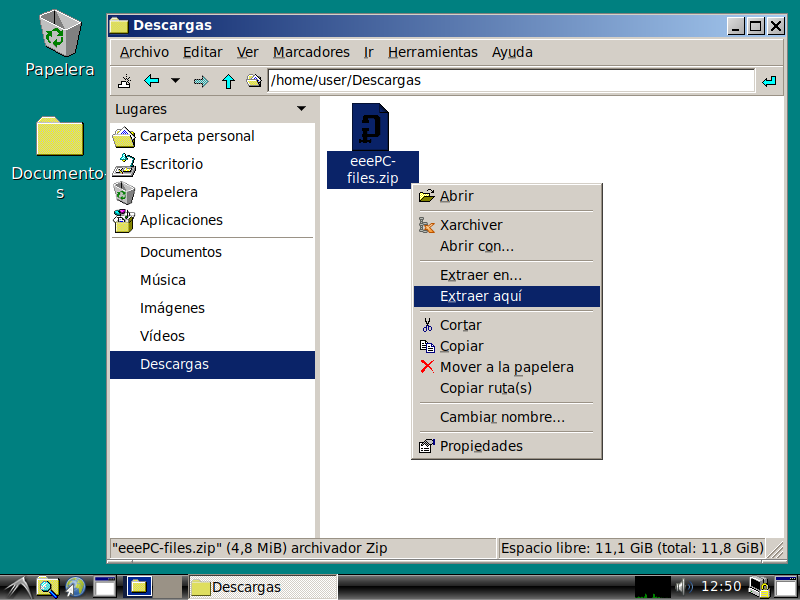 Papelera
Documento-
s
Descargas
Archivo Editar Ver Marcadores Ir Herramientas Ayuda
/home/user/Descargas
Lugares
Carpeta personal
Escritorio
Papelera
Aplicaciones
Documentos
Música
Imágenes
Vídeos
Descargas
eeePC-
files.zip
Abrir
Xarchiver
Abrir con...
Extraer en...
Extraer aquí
Cortar
Copiar
Mover a la papelera
Copiar ruta(s)
Cambiar nombre...
Propiedades
"eeePC-files.zip" (4,8 MiB) archivador Zip
Espacio libre: 11,1 GiB (total: 11,8 GiB)
Descargas
12:50